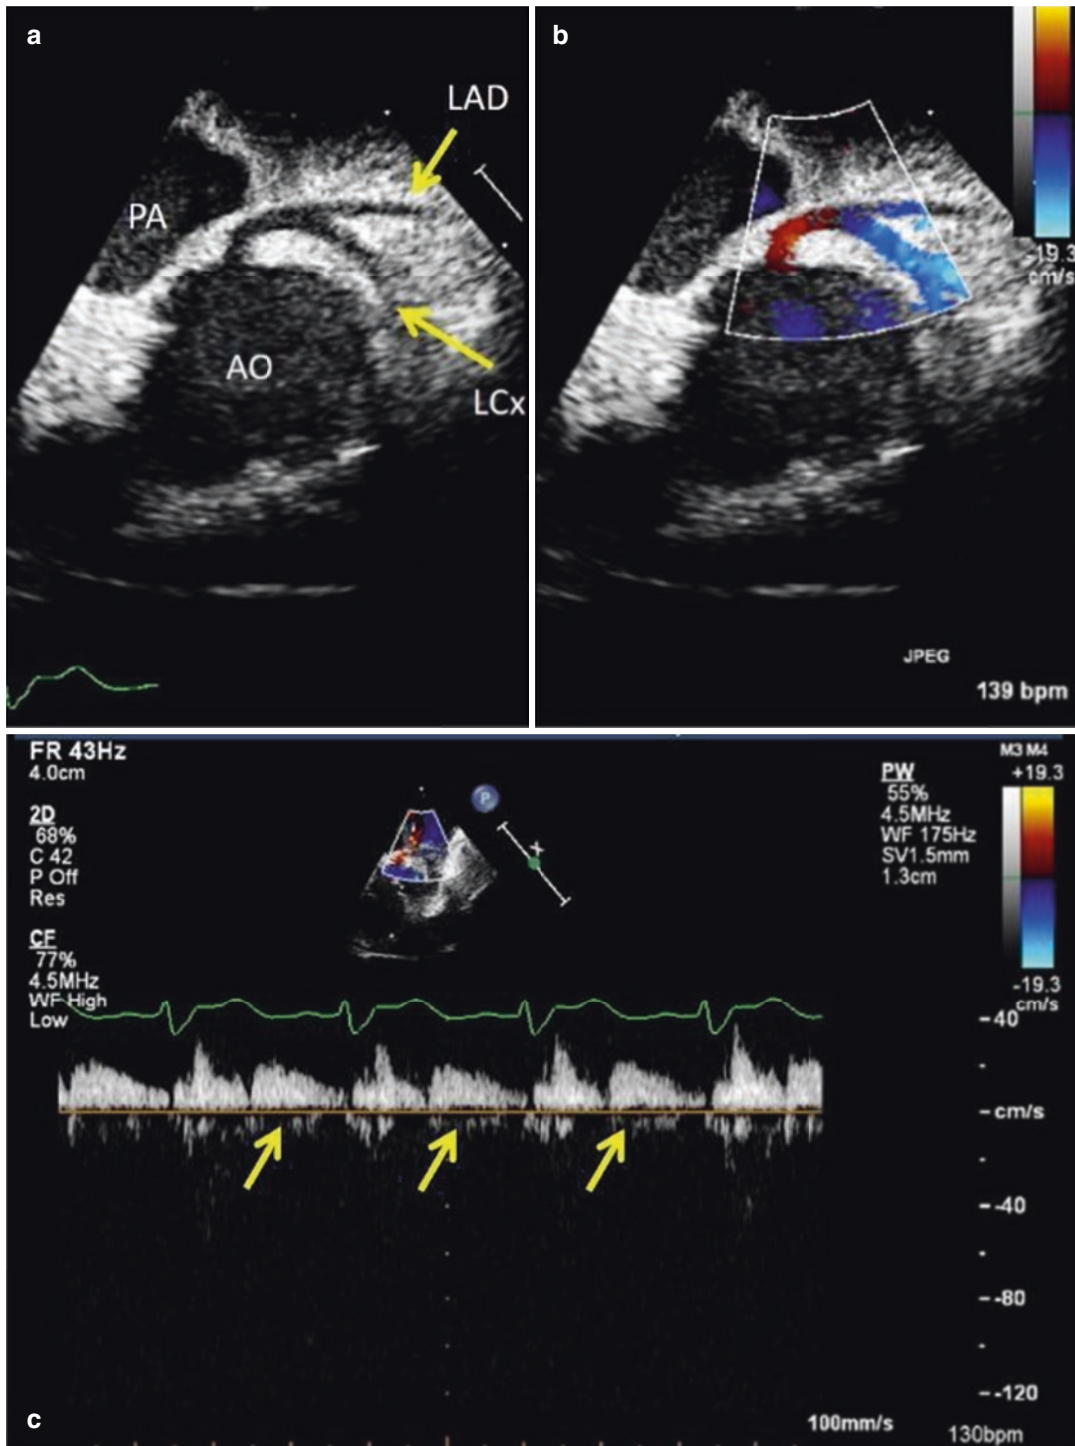 a
LAD
PA
AO
LCx
b
-19.3
cm/s
JPEG
139 bpm
FR 43Hz
4.0cm
2D
68%
C 42
P Off
Res
CF
77%
4.5MHz
WF High
Low
P
x
PW
55%
4.5MHz
WF 175Hz
SV1.5mm
1.3cm
M3 M4
+19.3
-19.3
cm/s
40
cm/s
-40
-80
-120
c
100mm/s
130bpm